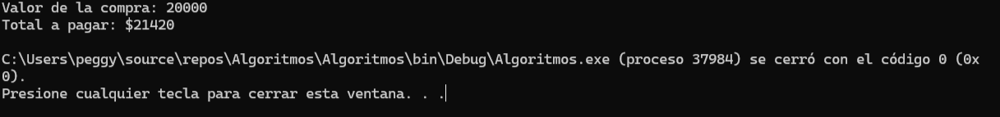 Valor de la compra: 20000
Total a pagar: $21420
C:\Users\peggy\source\repos\Algoritmos\Algoritmos\bin\Debug\Algoritmos.exe (proceso 37984) se cerró con el código 0 (0x
0).
Presione cualquier tecla para cerrar esta ventana. . .